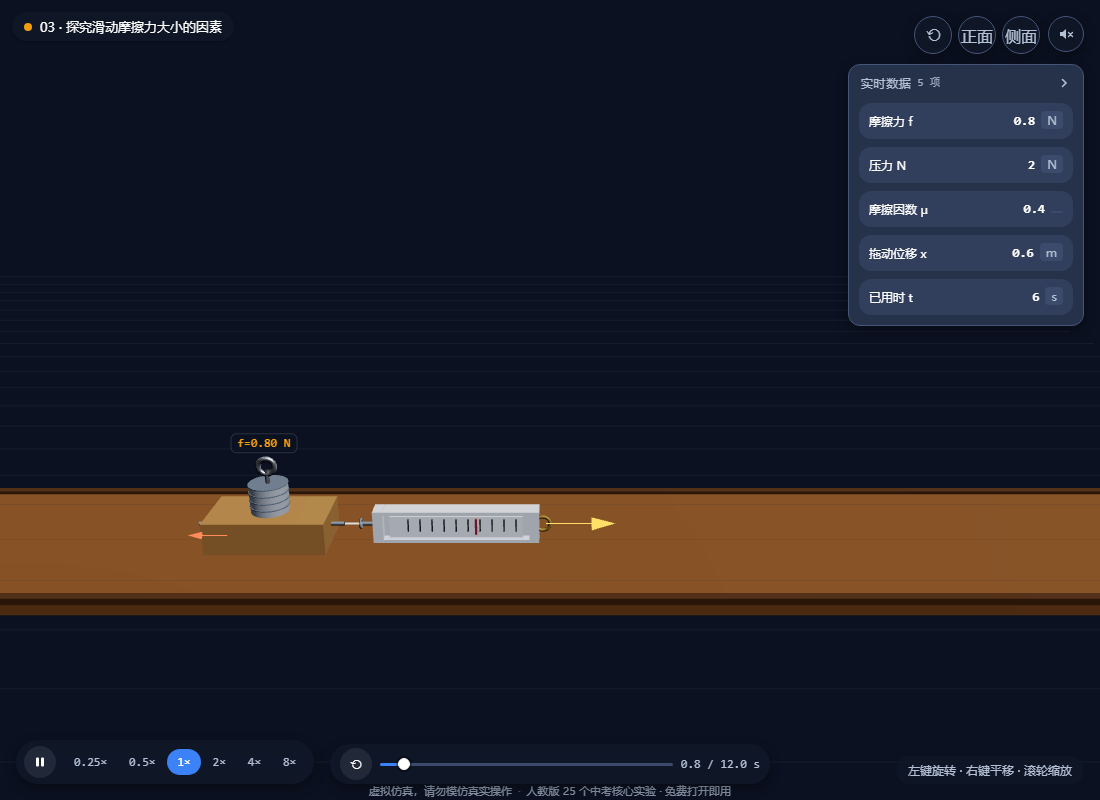 03 · 探究滑动摩擦力大小的因素
正面
侧面
实时数据 5 项
摩擦力 f 0.8 N
压力 N 2 N
摩擦因数 μ 0.4 —
拖动位移 x 0.6 m
已用时 t 6 s
f=0.80 N
0.25× 0.5× 1× 2× 4× 8×
0.8 / 12.0 s
左键旋转 · 右键平移 · 滚轮缩放
虚拟仿真，请勿模仿真实操作 · 人教版 25 个中考核心实验 · 免费打开即用